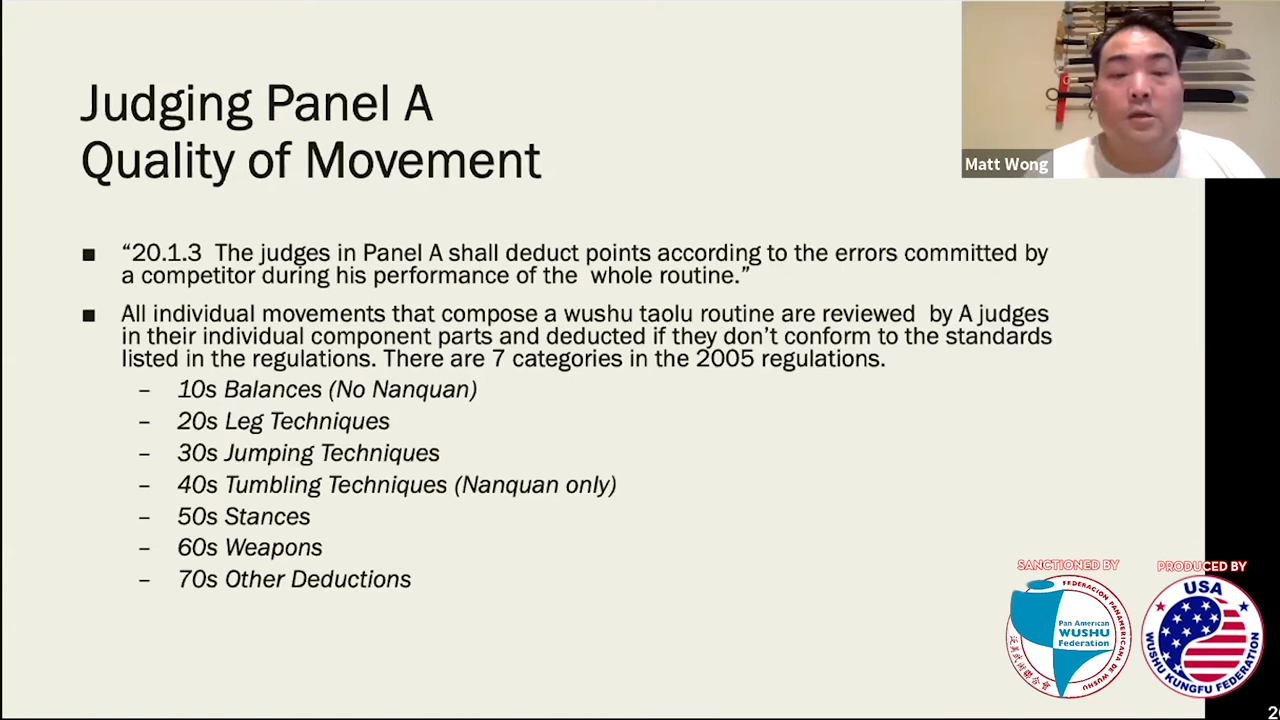 Judging Panel A
Quality of Movement
Matt Wong
■ “20.1.3 The judges in Panel A shall deduct points according to the errors committed by
a competitor during his performance of the whole routine.”
■ All individual movements that compose a wushu taolu routine are reviewed by A judges
in their individual component parts and deducted if they don’t conform to the standards
listed in the regulations. There are 7 categories in the 2005 regulations.
– 10s Balances (No Nanquan)
– 20s Leg Techniques
– 30s Jumping Techniques
– 40s Tumbling Techniques (Nanquan only)
– 50s Stances
– 60s Weapons
– 70s Other Deductions
SANCTIONED BY
FEDERACION PANAMERICANA DE WUSHU
Pan American
WUSHU
Federation
PRODUCED BY
USA
WUSHU KUNGFU FEDERATION